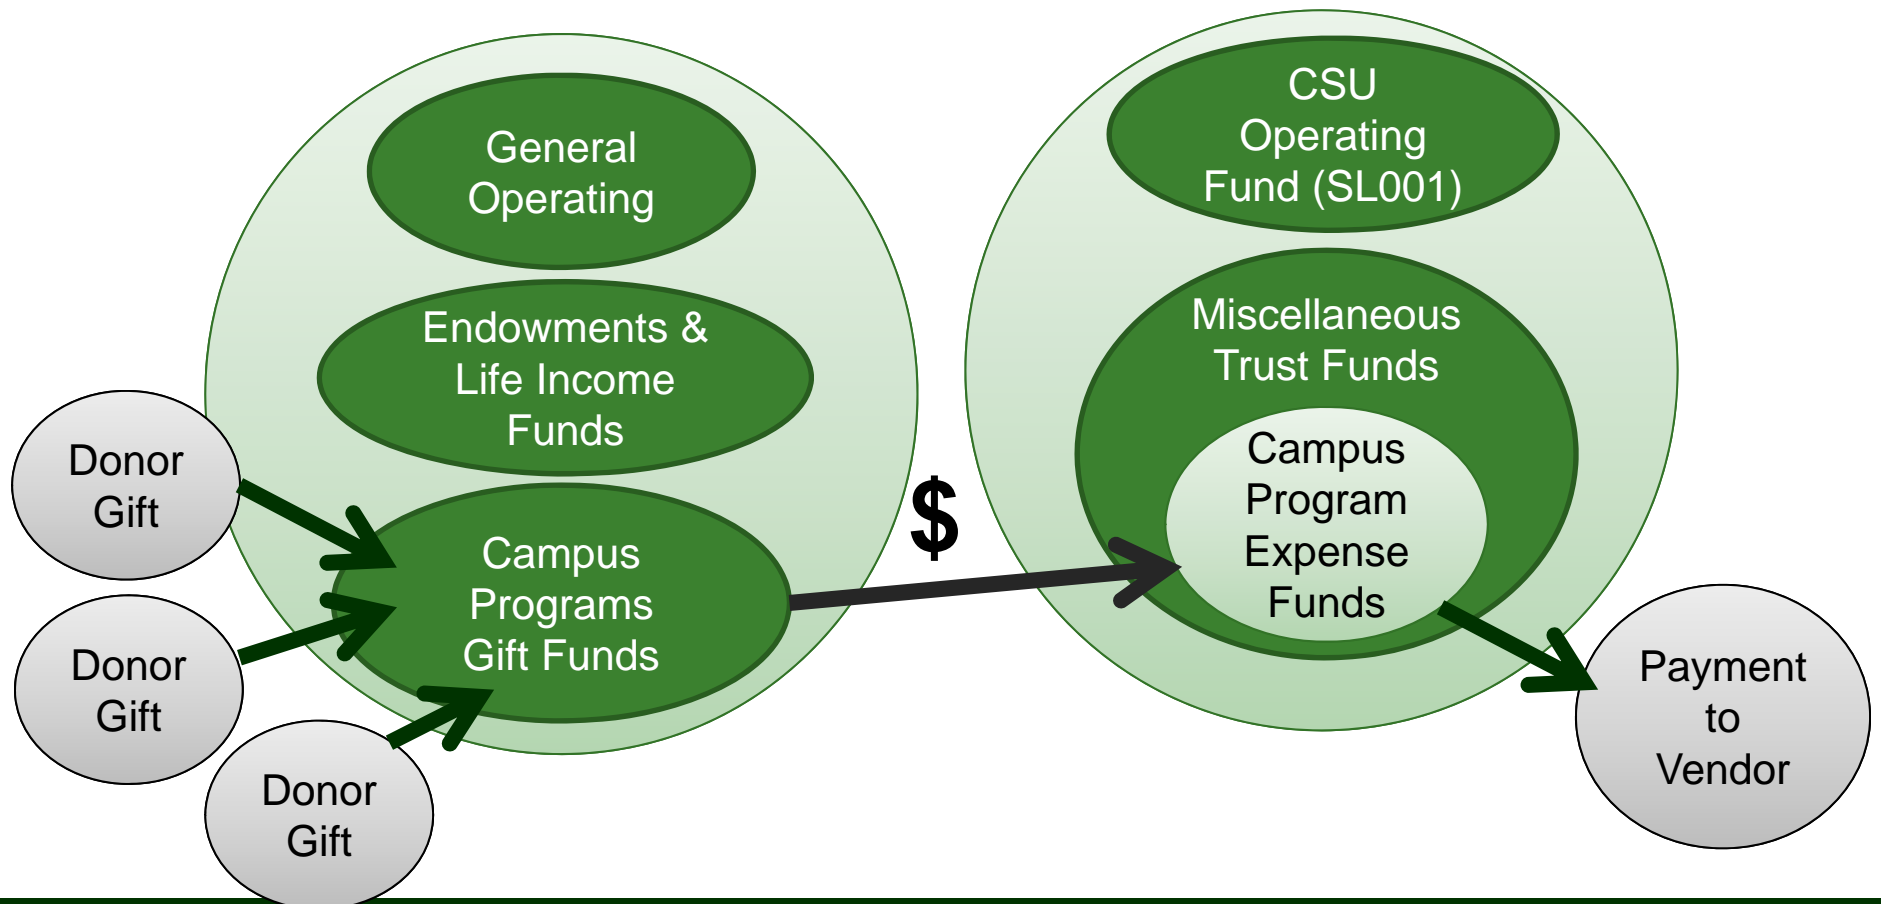 General
Operating
Endowments &
Life Income
Funds
Campus
Programs
Gift Funds
Donor
Gift
Donor
Gift
Donor
Gift
$
CSU
Operating
Fund (SL001)
Miscellaneous
Trust Funds
Campus
Program
Expense
Funds
Payment
to
Vendor